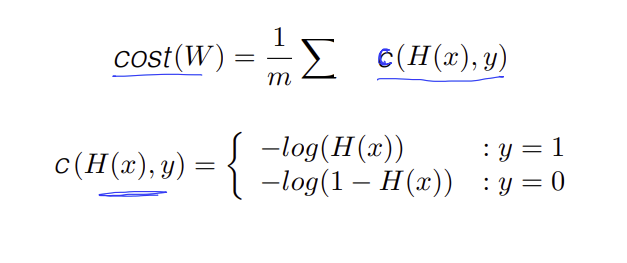 cost(W) = 1/m ∑ c(H(x), y)
c(H(x), y) = { −log(H(x)) : y = 1
−log(1 − H(x)) : y = 0